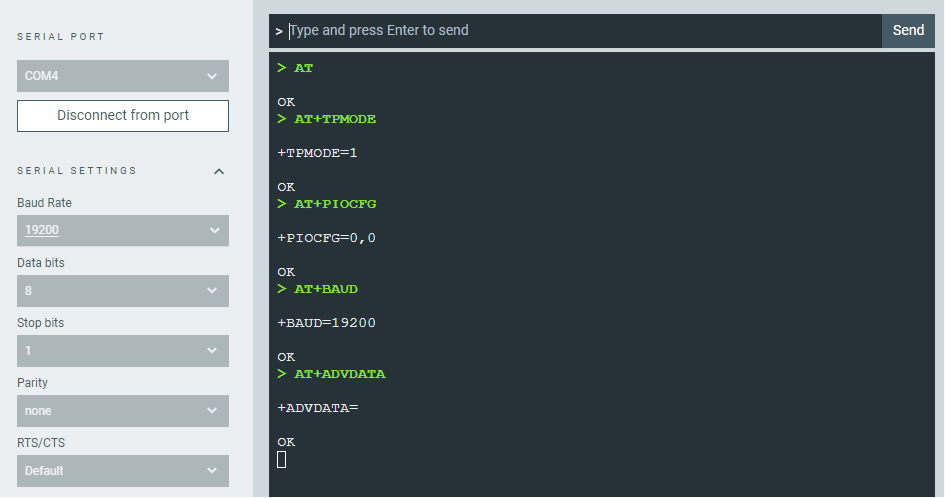 SERIAL PORT
COM4
Disconnect from port
SERIAL SETTINGS
Baud Rate
19200
Data bits
8
Stop bits
1
Parity
none
RTS/CTS
Default
> Type and press Enter to send
Send
> AT
OK
> AT+TPMODE
+TPMODE=1
OK
> AT+PIOCFG
+PIOCFG=0,0
OK
> AT+BAUD
+BAUD=19200
OK
> AT+ADVDATA
+ADVDATA=
OK